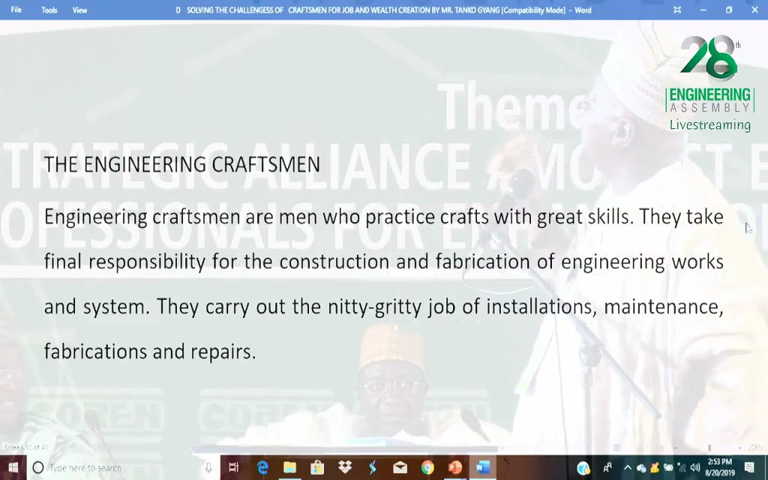 File Tools View D SOLVING THE CHALLENGESS OF CRAFTSMEN FOR JOB AND WEALTH CREATION BY MR. TANKO GYANG [Compatibility Mode] - Word
28th
ENGINEERING
ASSEMBLY
Livestreaming
Theme
TRATEGIC ALLIANCE
THE ENGINEERING CRAFTSMEN
Engineering craftsmen are men who practice crafts with great skills. They take
final responsibility for the construction and fabrication of engineering works
and system. They carry out the nitty-gritty job of installations, maintenance,
fabrications and repairs.
COREN COREN
Type here to search
2:53 PM
8/20/2019